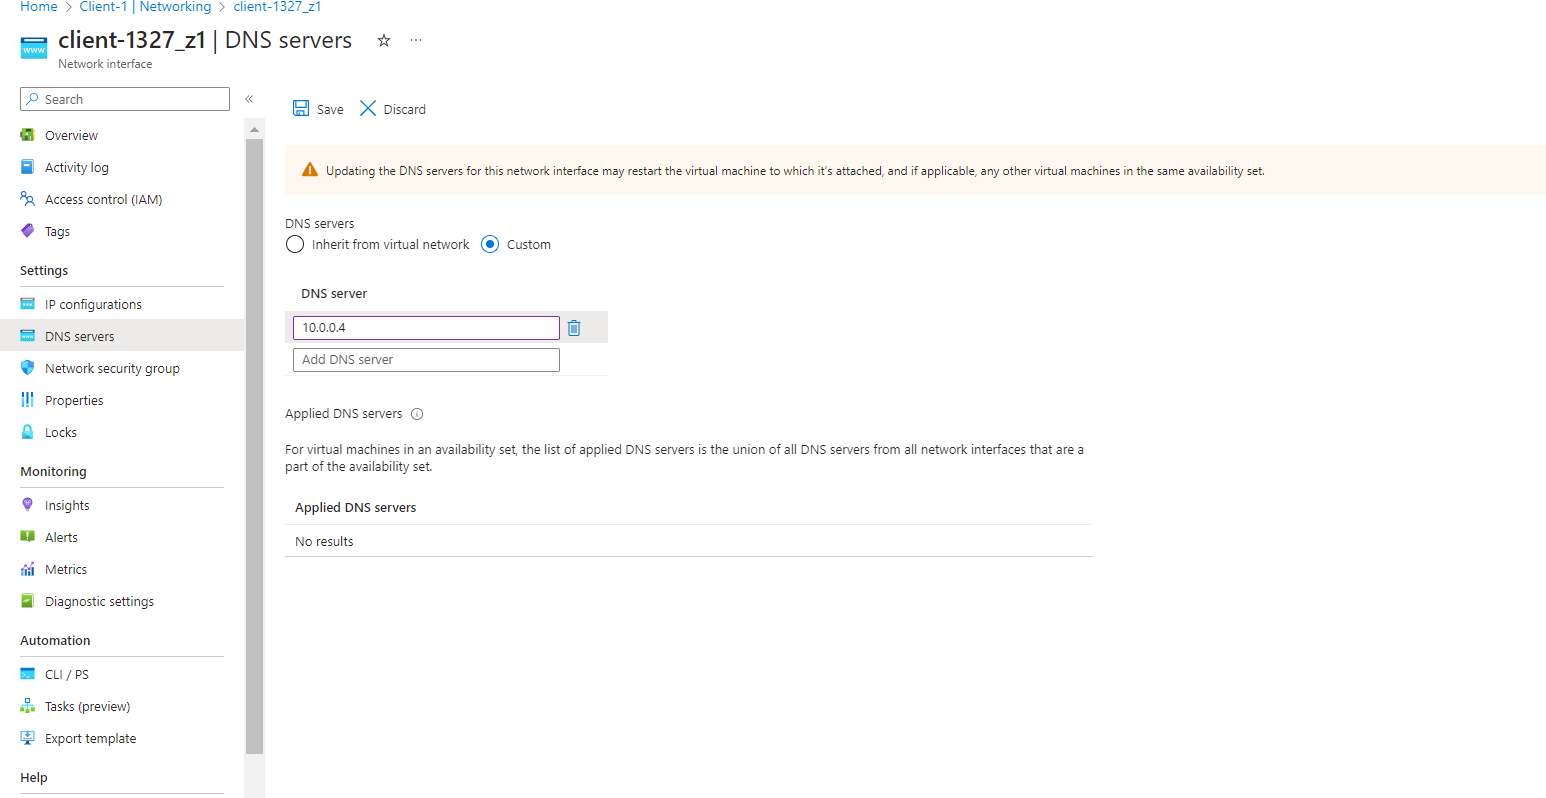 Home > Client-1 | Networking > client-1327_z1
client-1327_z1 | DNS servers
Network interface
www
Search
«
Overview
Activity log
Access control (IAM)
Tags
Settings
IP configurations
DNS servers
Network security group
Properties
Locks
Monitoring
Insights
Alerts
Metrics
Diagnostic settings
Automation
CLI / PS
Tasks (preview)
Export template
Help
Save Discard
Updating the DNS servers for this network interface may restart the virtual machine to which it's attached, and if applicable, any other virtual machines in the same availability set.
DNS servers
Inherit from virtual network Custom
DNS server
10.0.0.4
Add DNS server
Applied DNS servers
For virtual machines in an availability set, the list of applied DNS servers is the union of all DNS servers from all network interfaces that are a
part of the availability set.
Applied DNS servers
No results